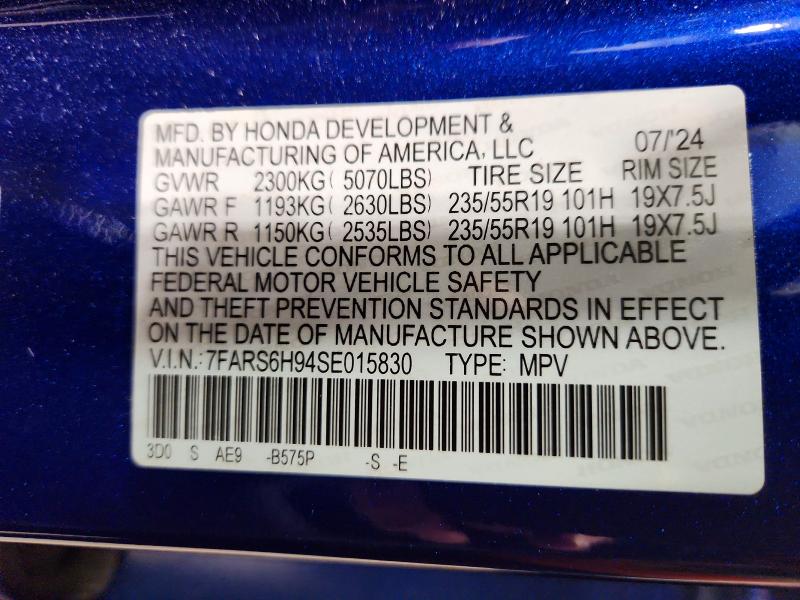 MFD. BY HONDA DEVELOPMENT &
MANUFACTURING OF AMERICA, LLC 07/'24
GVWR 2300KG( 5070LBS) TIRE SIZE RIM SIZE
GAWR F 1193KG( 2630LBS) 235/55R19 101H 19X7.5J
GAWR R 1150KG( 2535LBS) 235/55R19 101H 19X7.5J
THIS VEHICLE CONFORMS TO ALL APPLICABLE
FEDERAL MOTOR VEHICLE SAFETY
AND THEFT PREVENTION STANDARDS IN EFFECT
ON THE DATE OF MANUFACTURE SHOWN ABOVE.
V.I.N.:7FARS6H94SE015830 TYPE: MPV
3D0 S AE9 -B575P -S -E